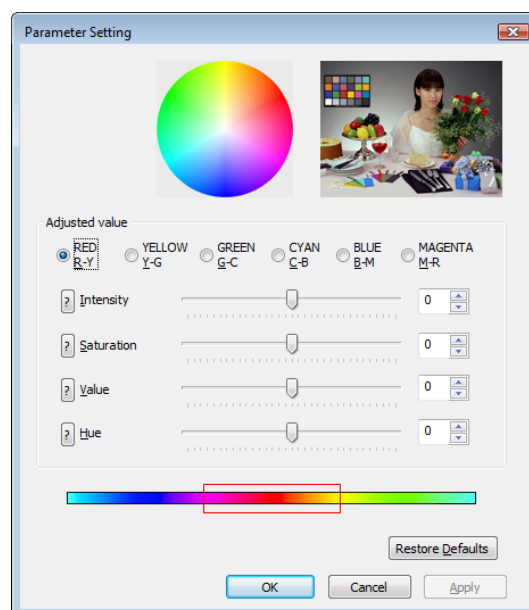 Parameter Setting
Adjusted value
RED
R-Y
YELLOW
Y-G
GREEN
G-C
CYAN
C-B
BLUE
B-M
MAGENTA
M-R
? Intensity 0
? Saturation 0
? Value 0
? Hue 0
Restore Defaults
OK Cancel Apply